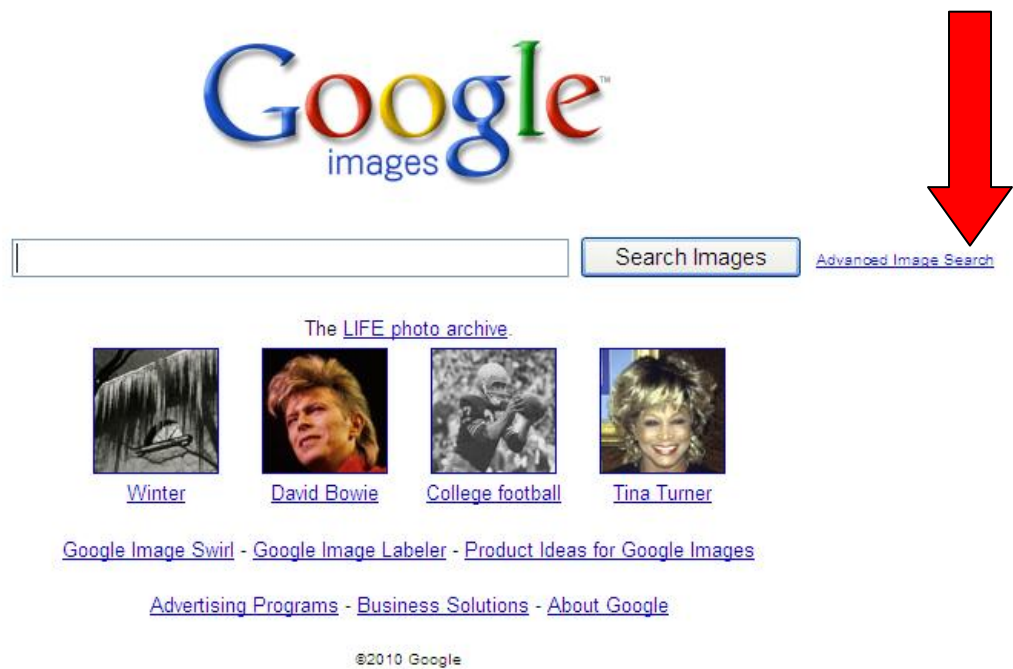 Google™
images
Search Images Advanced Image Search
The LIFE photo archive.
Winter David Bowie College football Tina Turner
Google Image Swirl - Google Image Labeler - Product Ideas for Google Images
Advertising Programs - Business Solutions - About Google
©2010 Google